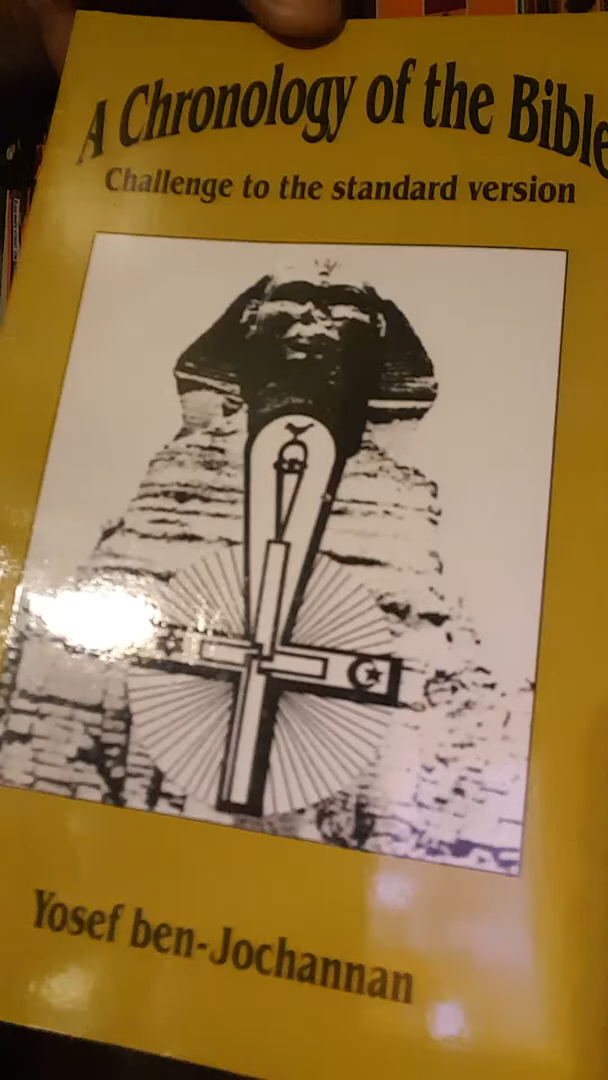 A Chronology of the Bible
Challenge to the standard version
Yosef ben-Jochannan